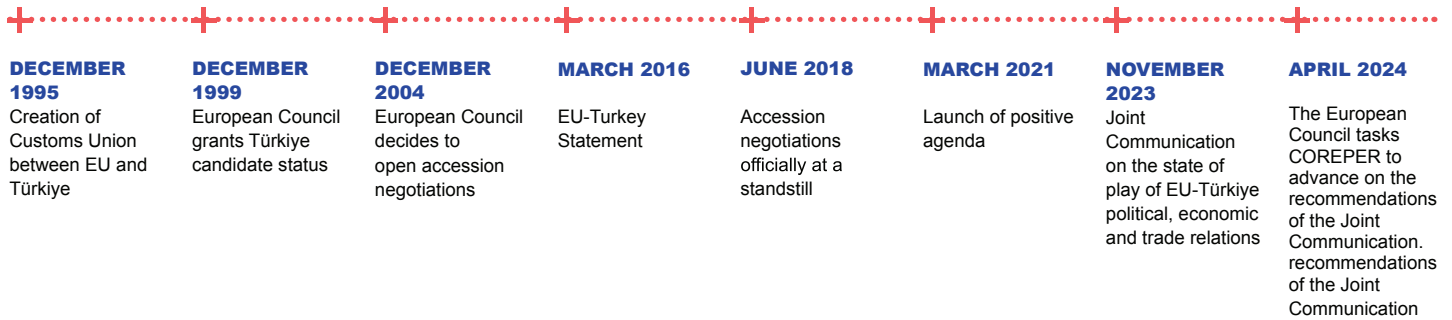 DECEMBER
1995
Creation of
Customs Union
between EU and
Türkiye
DECEMBER
1999
European Council
grants Türkiye
candidate status
DECEMBER
2004
European Council
decides to
open accession
negotiations
MARCH 2016
EU-Turkey
Statement
JUNE 2018
Accession
negotiations
officially at a
standstill
MARCH 2021
Launch of positive
agenda
NOVEMBER
2023
Joint
Communication
on the state of
play of EU-Türkiye
political, economic
and trade relations
APRIL 2024
The European
Council tasks
COREPER to
advance on the
recommendations
of the Joint
Communication.
recommendations
of the Joint
Communication